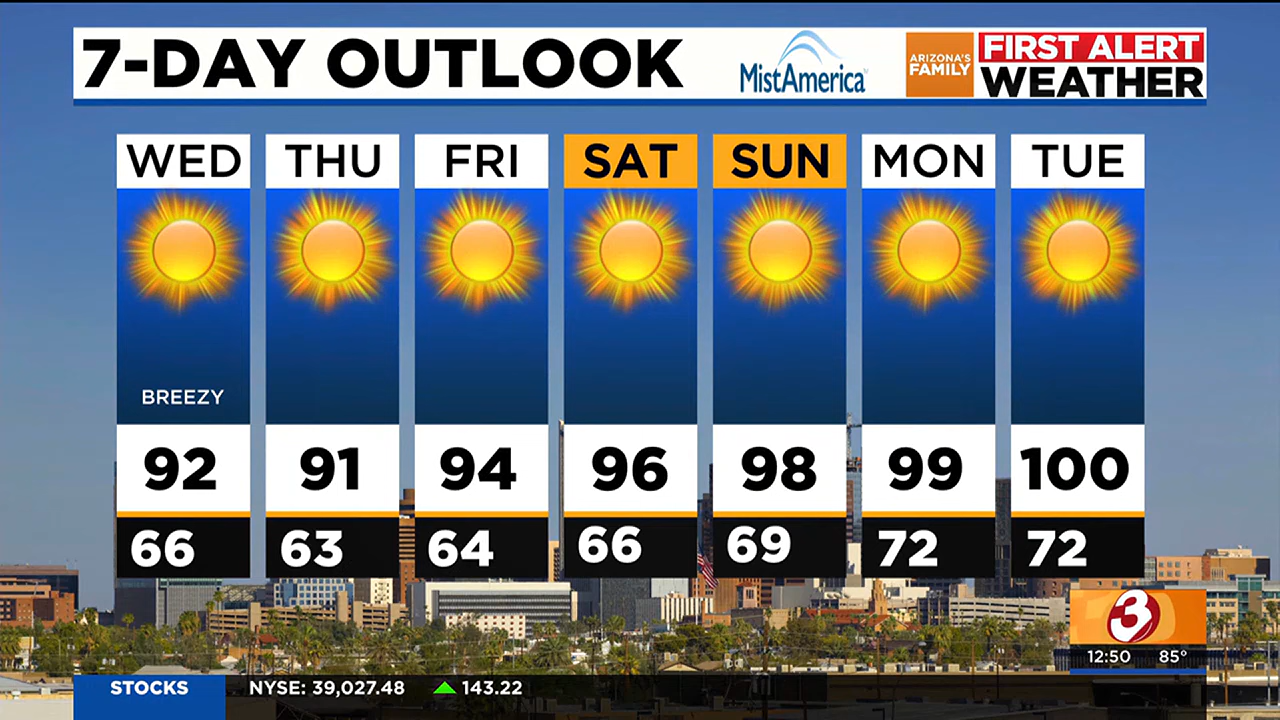 7-DAY OUTLOOK
MistAmerica
ARIZONA'S
FAMILY
FIRST ALERT
WEATHER
WED THU FRI SAT SUN MON TUE
BREEZY
92 91 94 96 98 99 100
66 63 64 66 69 72 72
3
12:50 85°
STOCKS NYSE: 39,027.48 143.22